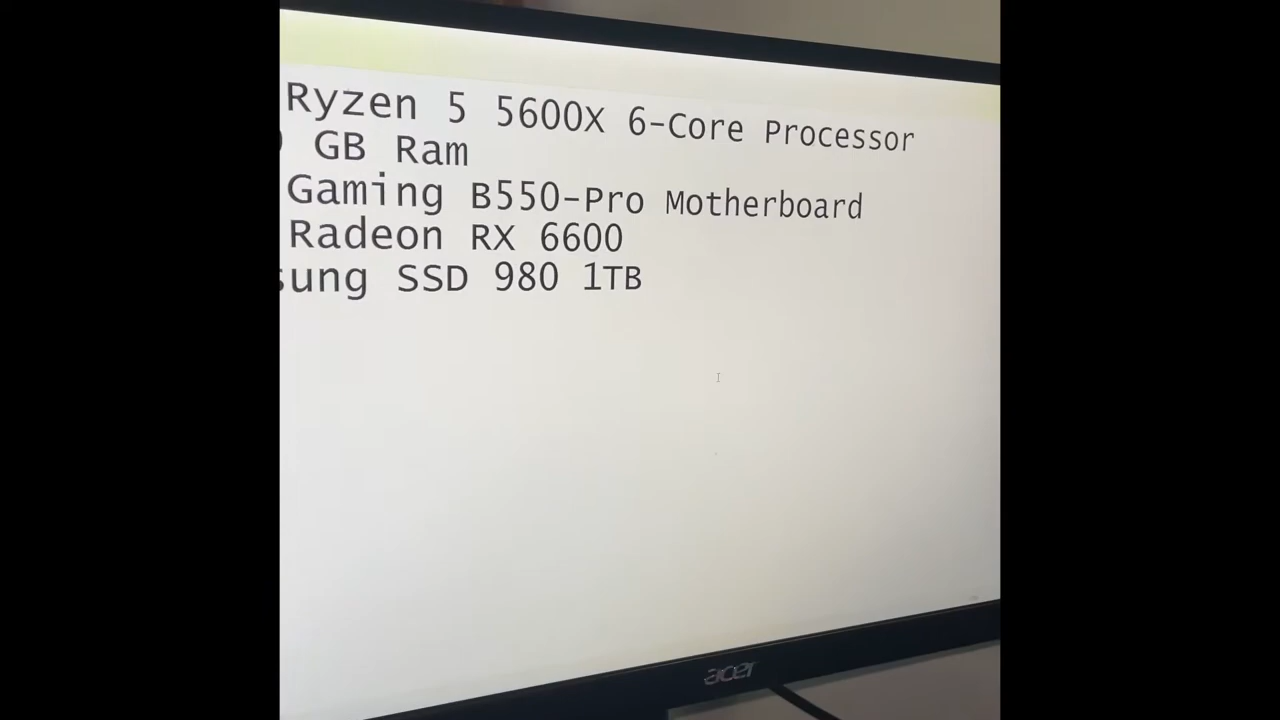 Ryzen 5 5600X 6-Core Processor
GB Ram
Gaming B550-Pro Motherboard
Radeon RX 6600
sung SSD 980 1TB
acer